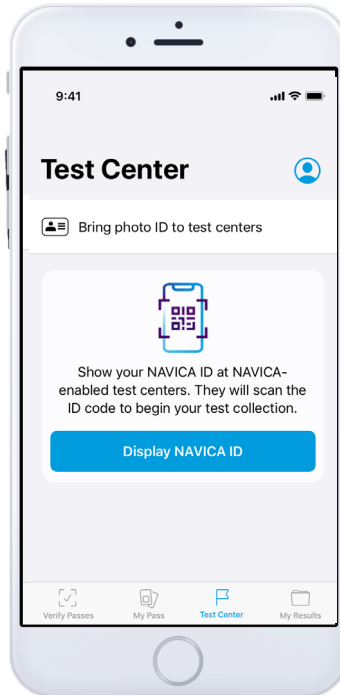 9:41
Test Center
Bring photo ID to test centers
Show your NAVICA ID at NAVICA-
enabled test centers. They will scan the
ID code to begin your test collection.
Display NAVICA ID
Verify Passes My Pass Test Center My Results